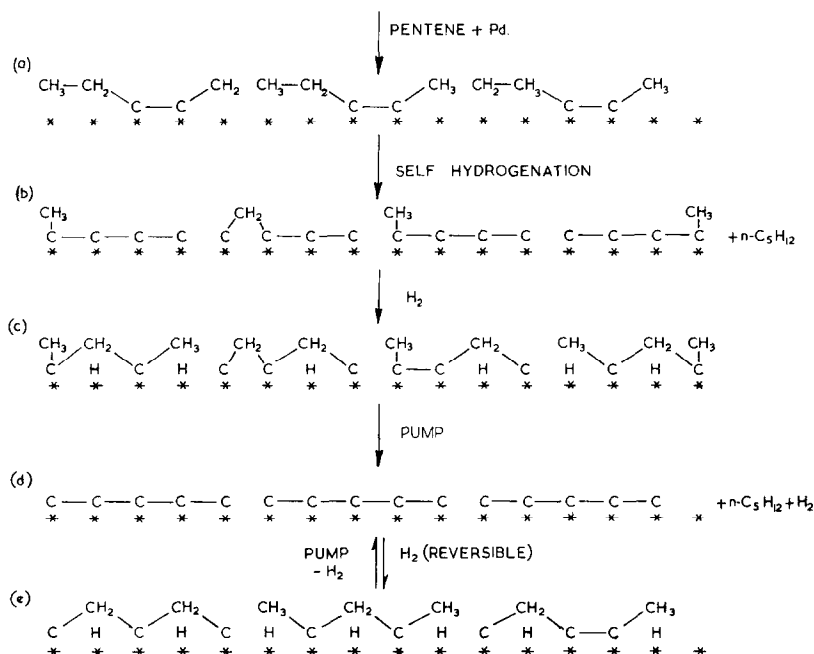 PENTENE + Pd.
(a)
CH₃—CH₂ CH₂ CH₃—CH₂ CH₃ CH₂—CH₃ CH₃
C—C C—C C—C
* * * * * * * * * * * * * * * *
SELF HYDROGENATION
(b)
CH₃ CH₂ CH₃ CH₃
C—C—C—C C C—C—C C—C—C—C C—C—C—C + n-C₅H₁₂
* * * * * * * * * * * * * * * *
H₂
(c)
CH₃ CH₂ CH₃ CH₂ CH₂ CH₃ CH₂ CH₃ CH₂ CH₃
C H C H C C H C C—C H C H C H C
* * * * * * * * * * * * * * * *
PUMP
(d)
C—C—C—C—C C—C—C—C—C C—C—C—C—C + n-C₅H₁₂ + H₂
* * * * * * * * * * * * * * * *
PUMP H₂ (REVERSIBLE)
– H₂
(e)
CH₂ CH₂ CH₃ CH₂ CH₃ CH₂ CH₃
C H C H C H C H C H C H C—C H
* * * * * * * * * * * * * * * *